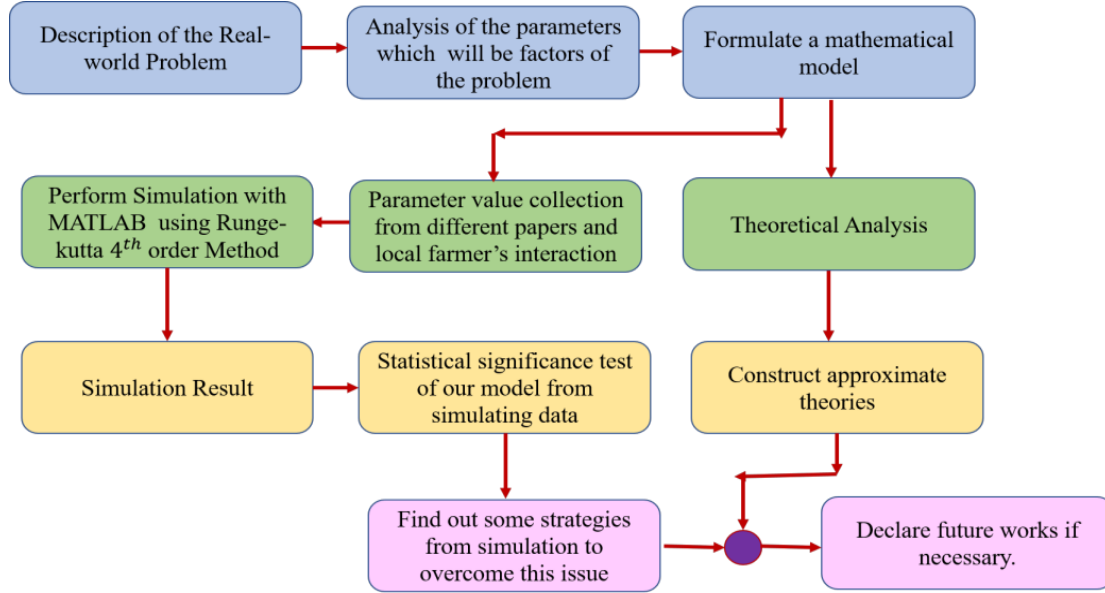 Description of the Real-
world Problem
Analysis of the parameters
which will be factors of
the problem
Formulate a mathematical
model
Perform Simulation with
MATLAB using Runge-
kutta 4th order Method
Parameter value collection
from different papers and
local farmer's interaction
Theoretical Analysis
Simulation Result
Statistical significance test
of our model from
simulating data
Construct approximate
theories
Find out some strategies
from simulation to
overcome this issue
Declare future works if
necessary.